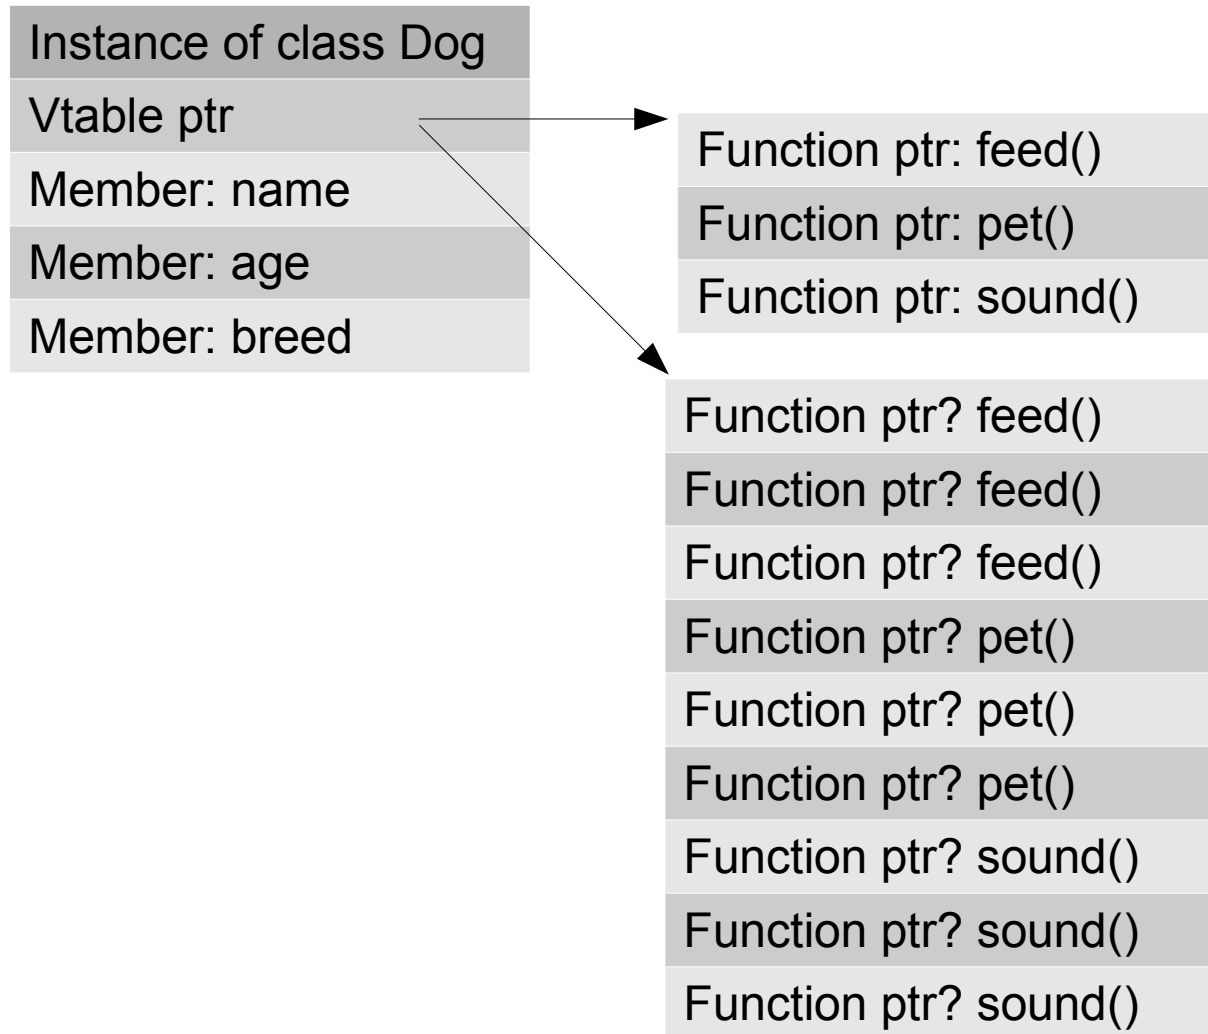 Instance of class Dog
Vtable ptr
Member: name
Member: age
Member: breed
Function ptr: feed()
Function ptr: pet()
Function ptr: sound()
Function ptr? feed()
Function ptr? feed()
Function ptr? feed()
Function ptr? pet()
Function ptr? pet()
Function ptr? pet()
Function ptr? sound()
Function ptr? sound()
Function ptr? sound()